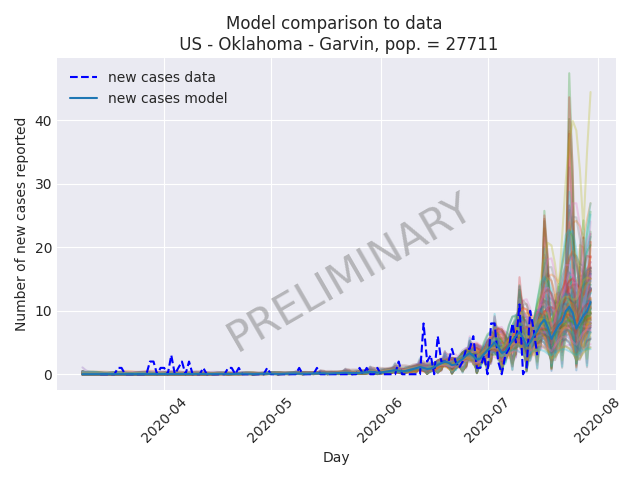 Model comparison to data
US - Oklahoma - Garvin, pop. = 27711
new cases data
new cases model
Number of new cases reported
40
30
20
10
0
PRELIMINARY
2020-04
2020-05
2020-06
2020-07
2020-08
Day